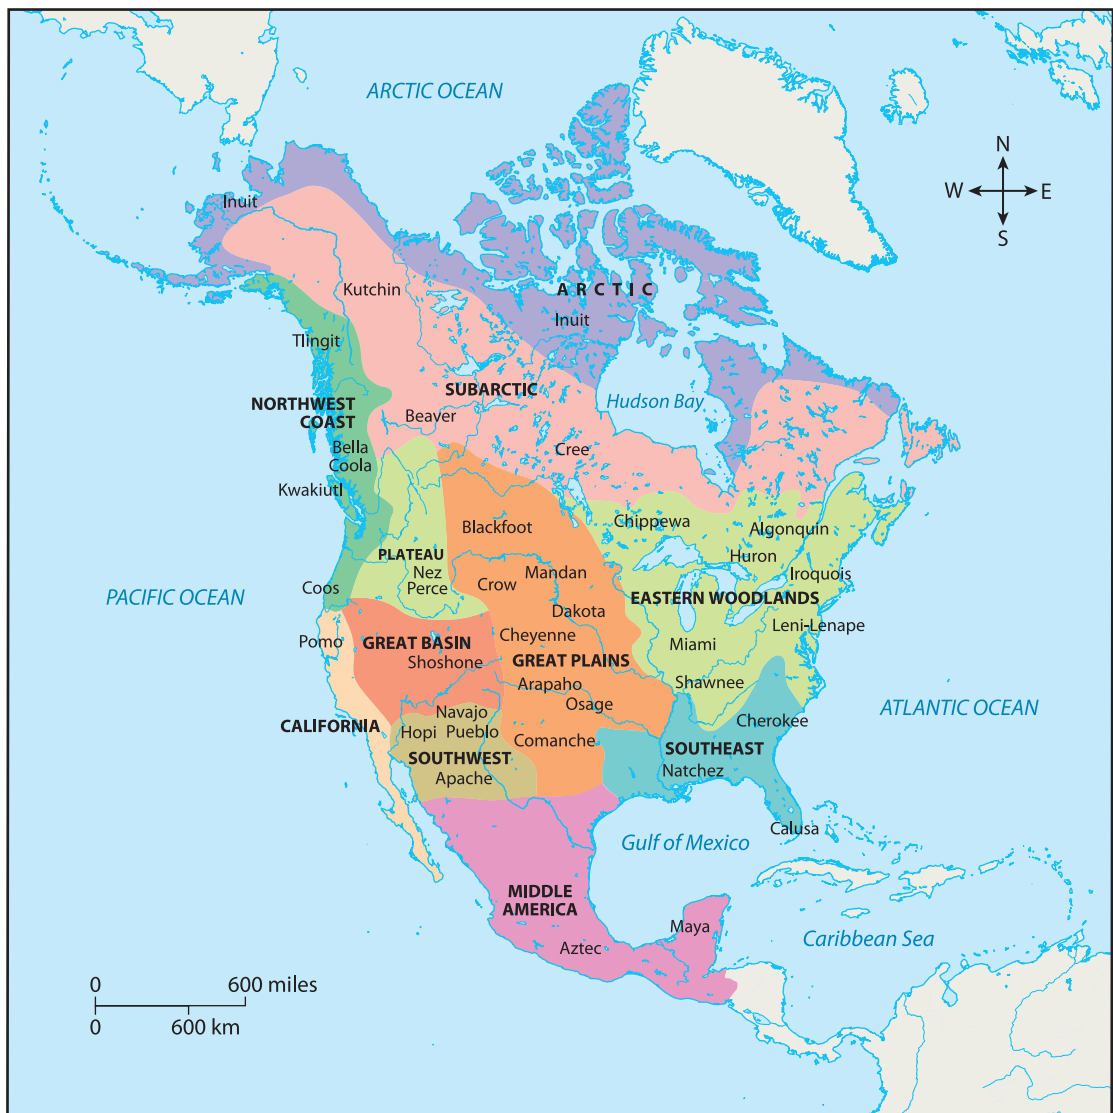 ARCTIC OCEAN
N
W E
S
Inuit
Kutchin
ARCTIC
Inuit
Tlingit
SUBARCTIC
Hudson Bay
NORTHWEST
COAST
Beaver
Bella
Coola
Cree
Kwakiutl
Blackfoot
Chippewa
Algonquin
PLATEAU
Nez
Perce
Huron
Mandan
Crow
Iroquois
Coos
PACIFIC OCEAN
EASTERN WOODLANDS
Dakota
Leni-Lenape
Pomo
GREAT BASIN
Shoshone
Cheyenne
Miami
GREAT PLAINS
Arapaho
Shawnee
Osage
ATLANTIC OCEAN
Navajo
CALIFORNIA
Hopi Pueblo
Comanche
Cherokee
SOUTHWEST
Apache
SOUTHEAST
Natchez
Calusa
Gulf of Mexico
MIDDLE
AMERICA
Maya
Aztec
Caribbean Sea
0 600 miles
0 600 km